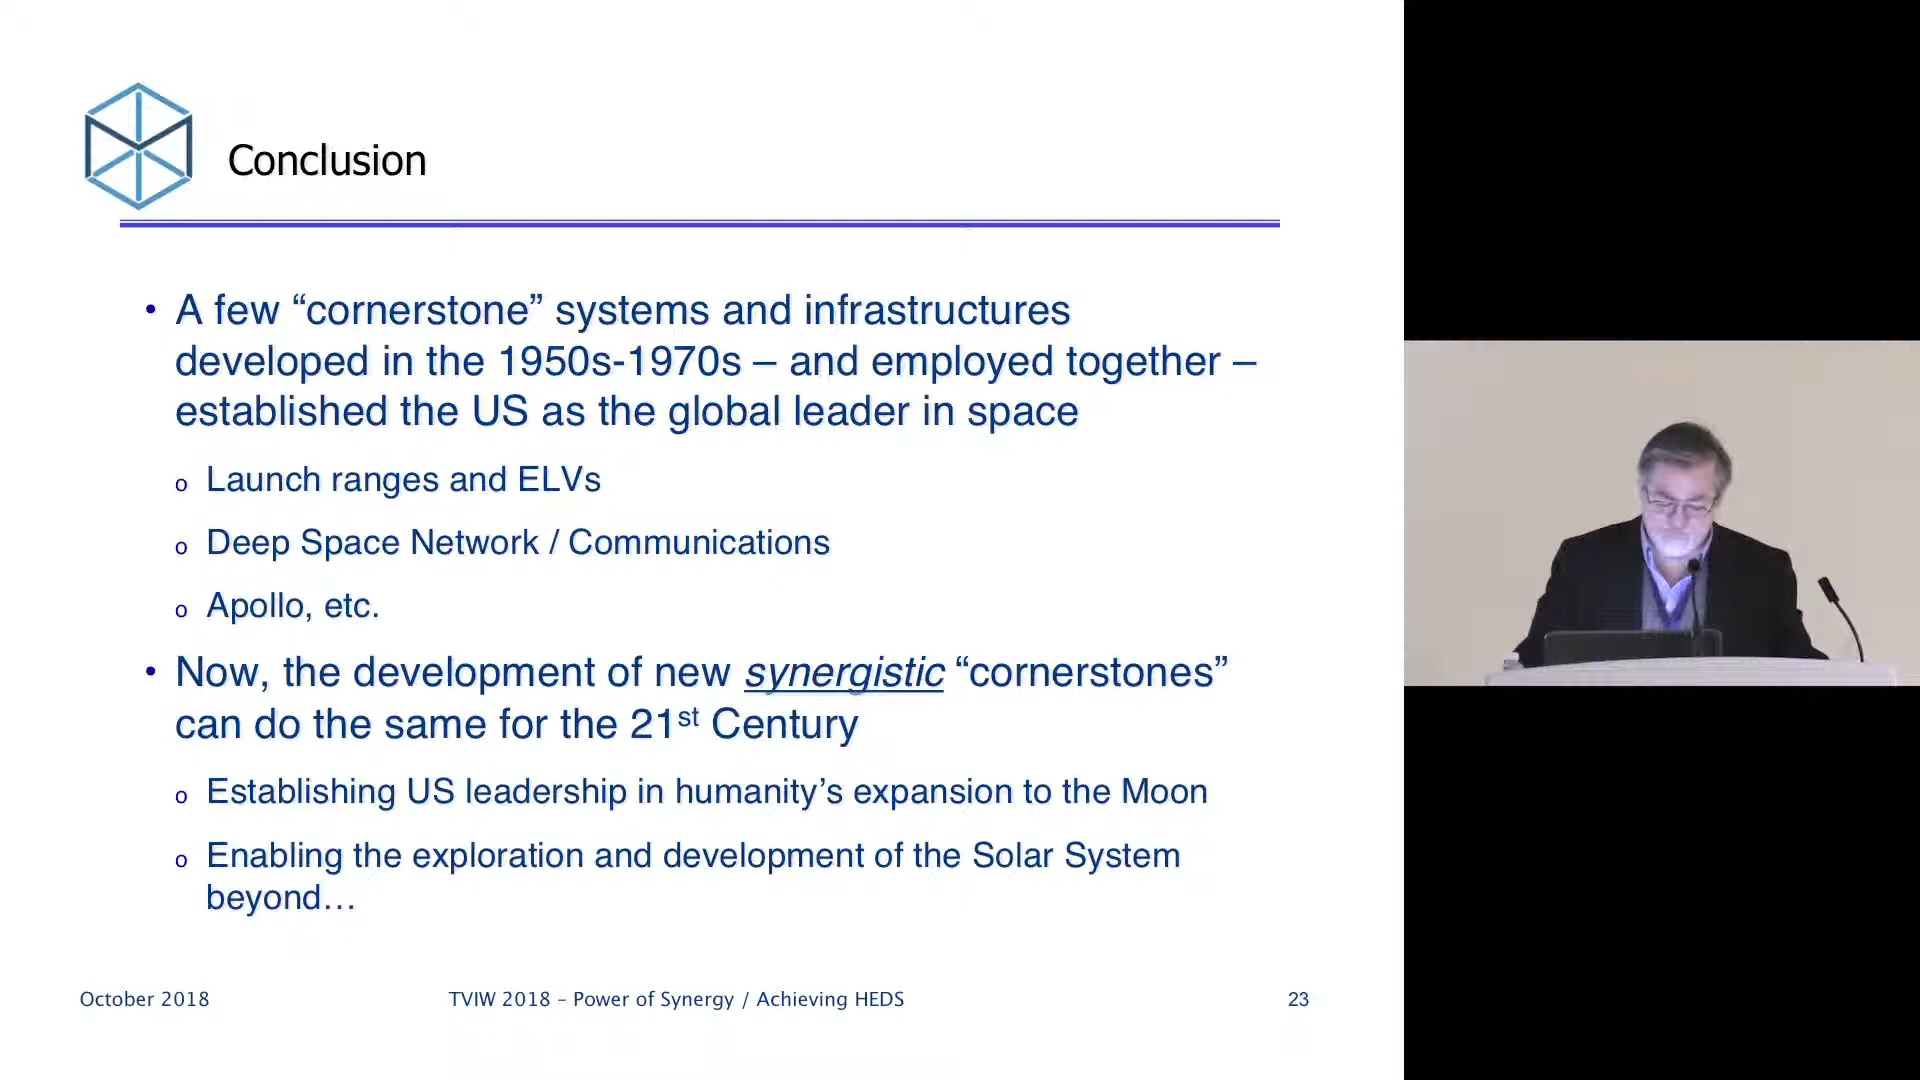 Conclusion
• A few “cornerstone” systems and infrastructures
developed in the 1950s-1970s – and employed together –
established the US as the global leader in space
o Launch ranges and ELVs
o Deep Space Network / Communications
o Apollo, etc.
• Now, the development of new synergistic “cornerstones”
can do the same for the 21st Century
o Establishing US leadership in humanity’s expansion to the Moon
o Enabling the exploration and development of the Solar System
beyond…
October 2018
TVIW 2018 – Power of Synergy / Achieving HEDS
23